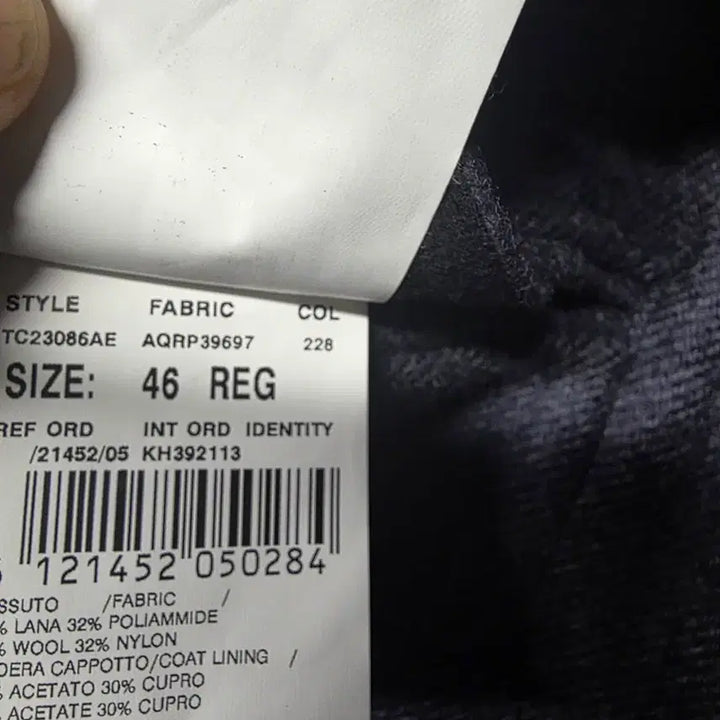 STYLE FABRIC COL
TC23086AE AQRP39697 228
SIZE: 46 REG
REF ORD INT ORD IDENTITY
/21452/05 KH392113
121452 050284
SSUTO /FABRIC /
% LANA 32% POLIAMMIDE
% WOOL 32% NYLON
DERA CAPPOTTO/COAT LINING /
% ACETATO 30% CUPRO
% ACETATE 30% CUPRO